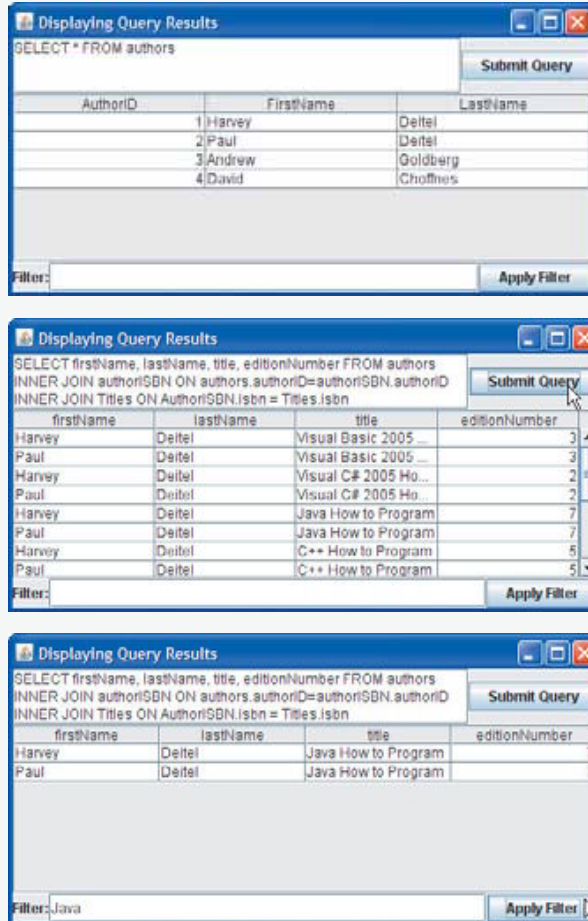 Displaying Query Results
SELECT * FROM authors
Submit Query
AuthorID FirstName LastName
1 Harvey Deitel
2 Paul Deitel
3 Andrew Goldberg
4 David Choffnes
Filter: Apply Filter
Displaying Query Results
SELECT firstName, lastName, title, editionNumber FROM authors
INNER JOIN authorISBN ON authors.authorID=authorISBN.authorID
INNER JOIN Titles ON AuthorISBN.isbn = Titles.isbn
Submit Query
firstName lastName title editionNumber
Harvey Deitel Visual Basic 2005 ... 3
Paul Deitel Visual Basic 2005 ... 3
Harvey Deitel Visual C# 2005 Ho... 2
Paul Deitel Visual C# 2005 Ho... 2
Harvey Deitel Java How to Program 7
Paul Deitel Java How to Program 7
Harvey Deitel C++ How to Program 5
Paul Deitel C++ How to Program 5
Filter: Apply Filter
Displaying Query Results
SELECT firstName, lastName, title, editionNumber FROM authors
INNER JOIN authorISBN ON authors.authorID=authorISBN.authorID
INNER JOIN Titles ON AuthorISBN.isbn = Titles.isbn
Submit Query
firstName lastName title editionNumber
Harvey Deitel Java How to Program
Paul Deitel Java How to Program
Filter: Java Apply Filter